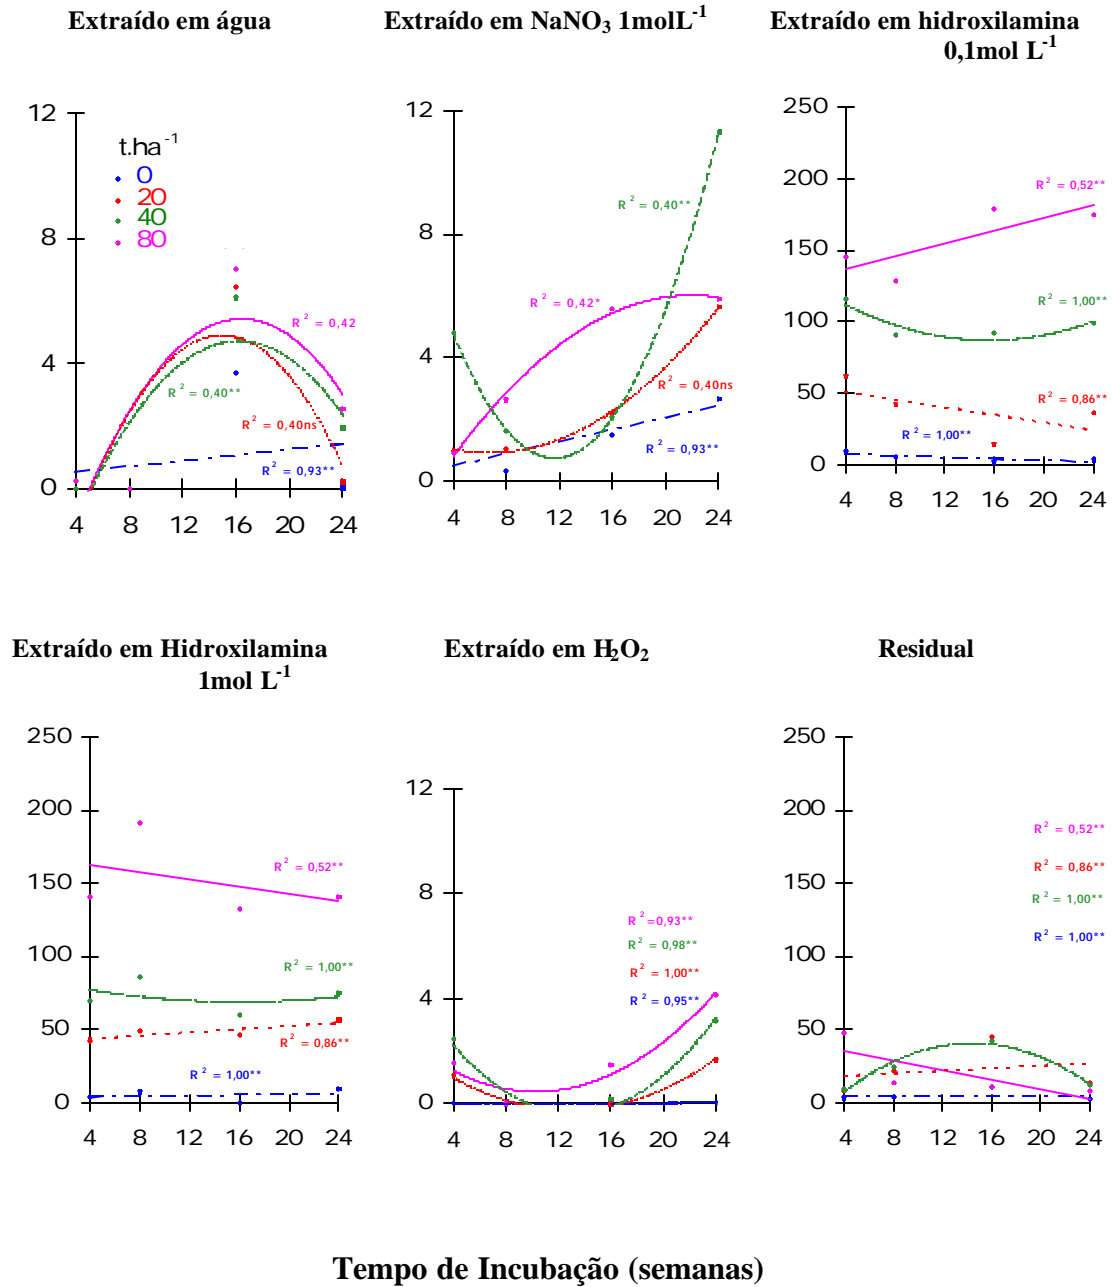 Extraído em água
Extraído em NaNO3 1molL-1
Extraído em hidroxilamina
0,1mol L-1
12
8
4
0
t.ha-1
0
20
40
80
R2 = 0,42
R2 = 0,40**
R2 = 0,40ns
R2 = 0,93**
4 8 12 16 20 24
12
8
4
0
R2 = 0,40**
R2 = 0,42*
R2 = 0,40ns
R2 = 0,93**
4 8 12 16 20 24
250
200
150
100
50
0
R2 = 0,52**
R2 = 1,00**
R2 = 0,86**
R2 = 1,00**
4 8 12 16 20 24
Extraído em Hidroxilamina
1mol L-1
Extraído em H2O2
Residual
250
200
150
100
50
0
R2 = 0,52**
R2 = 1,00**
R2 = 0,86**
R2 = 1,00**
4 8 12 16 20 24
12
8
4
0
R2=0,93**
R2 = 0,98**
R2 = 1,00**
R2 = 0,95**
4 8 12 16 20 24
250
200
150
100
50
0
R2 = 0,52**
R2 = 0,86**
R2 = 1,00**
R2 = 1,00**
4 8 12 16 20 24
Tempo de Incubação (semanas)